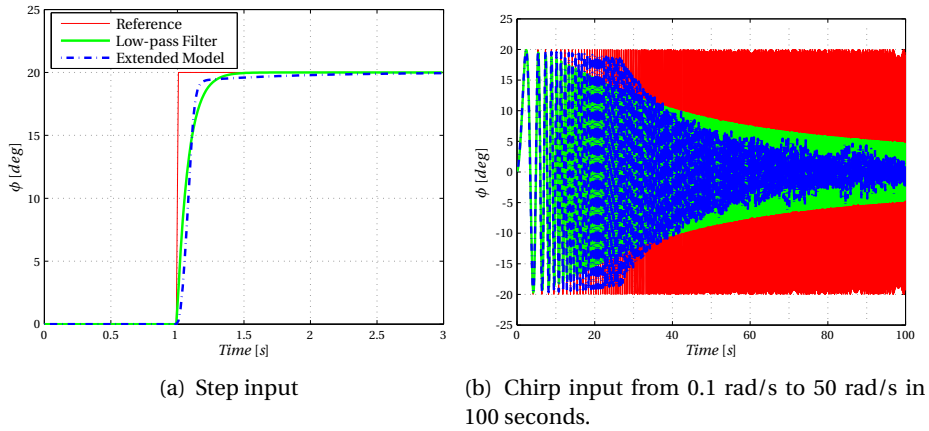 Reference
Low-pass Filter
Extended Model
20
15
10
5
0
0 0.5 1 1.5 2 2.5 3
ϕ [deg]
Time [s]
(a) Step input
25
20
15
10
5
0
-5
-10
-15
-20
-25
0 20 40 60 80 100
ϕ [deg]
Time [s]
(b) Chirp input from 0.1 rad/s to 50 rad/s in
100 seconds.